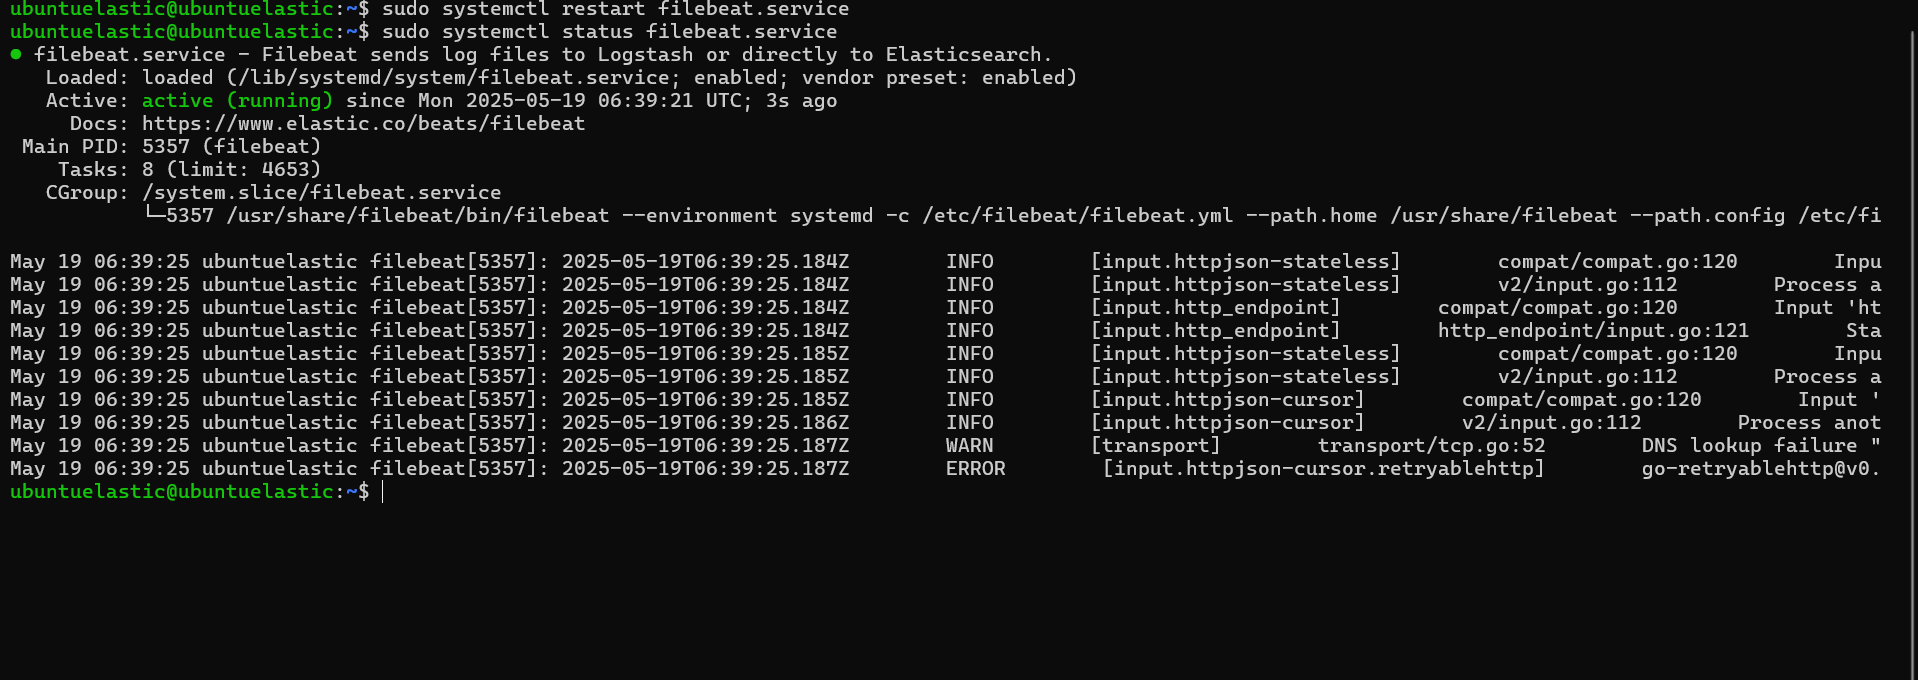 ubuntuelastic@ubuntuelastic:~$ sudo systemctl restart filebeat.service
ubuntuelastic@ubuntuelastic:~$ sudo systemctl status filebeat.service
● filebeat.service - Filebeat sends log files to Logstash or directly to Elasticsearch.
   Loaded: loaded (/lib/systemd/system/filebeat.service; enabled; vendor preset: enabled)
   Active: active (running) since Mon 2025-05-19 06:39:21 UTC; 3s ago
     Docs: https://www.elastic.co/beats/filebeat
 Main PID: 5357 (filebeat)
    Tasks: 8 (limit: 4653)
   CGroup: /system.slice/filebeat.service
           └─5357 /usr/share/filebeat/bin/filebeat --environment systemd -c /etc/filebeat/filebeat.yml --path.home /usr/share/filebeat --path.config /etc/fi
May 19 06:39:25 ubuntuelastic filebeat[5357]: 2025-05-19T06:39:25.184Z        INFO        [input.httpjson-stateless]        compat/compat.go:120        Inpu
May 19 06:39:25 ubuntuelastic filebeat[5357]: 2025-05-19T06:39:25.184Z        INFO        [input.httpjson-stateless]        v2/input.go:112        Process a
May 19 06:39:25 ubuntuelastic filebeat[5357]: 2025-05-19T06:39:25.184Z        INFO        [input.http_endpoint]        compat/compat.go:120        Input 'ht
May 19 06:39:25 ubuntuelastic filebeat[5357]: 2025-05-19T06:39:25.184Z        INFO        [input.http_endpoint]        http_endpoint/input.go:121        Sta
May 19 06:39:25 ubuntuelastic filebeat[5357]: 2025-05-19T06:39:25.185Z        INFO        [input.httpjson-stateless]        compat/compat.go:120        Inpu
May 19 06:39:25 ubuntuelastic filebeat[5357]: 2025-05-19T06:39:25.185Z        INFO        [input.httpjson-stateless]        v2/input.go:112        Process a
May 19 06:39:25 ubuntuelastic filebeat[5357]: 2025-05-19T06:39:25.185Z        INFO        [input.httpjson-cursor]        compat/compat.go:120        Input '
May 19 06:39:25 ubuntuelastic filebeat[5357]: 2025-05-19T06:39:25.186Z        INFO        [input.httpjson-cursor]        v2/input.go:112        Process anot
May 19 06:39:25 ubuntuelastic filebeat[5357]: 2025-05-19T06:39:25.187Z        WARN        [transport]        transport/tcp.go:52        DNS lookup failure "
May 19 06:39:25 ubuntuelastic filebeat[5357]: 2025-05-19T06:39:25.187Z        ERROR        [input.httpjson-cursor.retryablehttp]        go-retryablehttp@v0.
ubuntuelastic@ubuntuelastic:~$